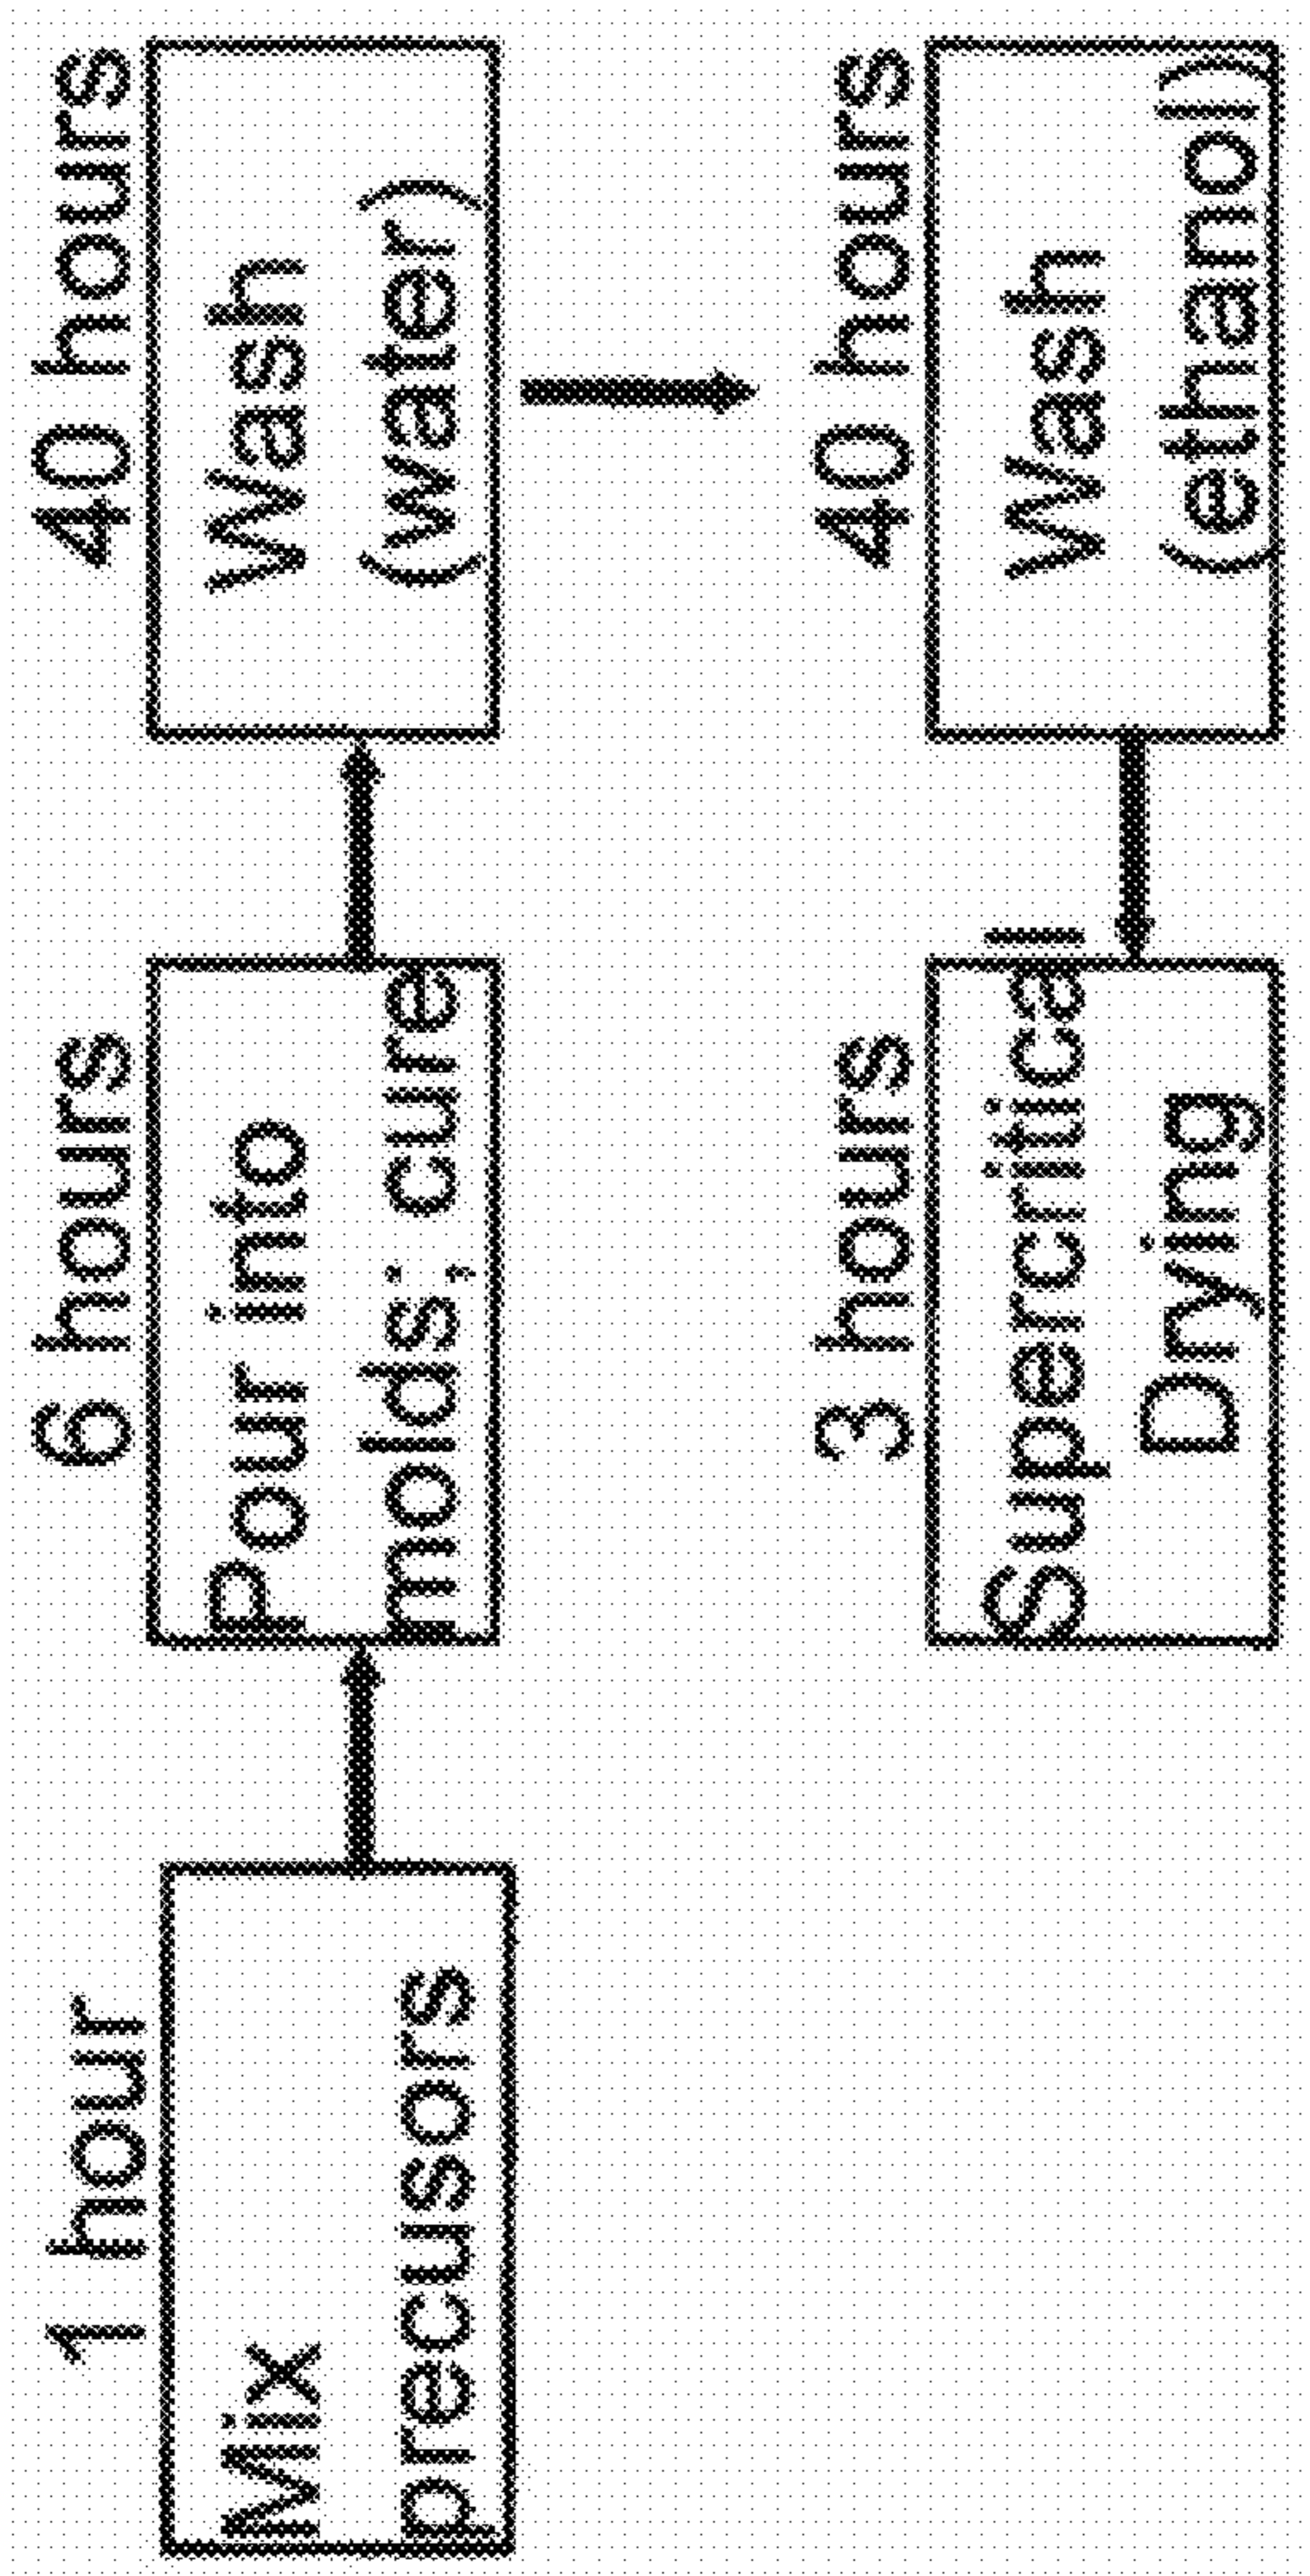 1 hour
Mix
precusors
6 hours
Pour into
molds; cure
40 hours
Wash
(water)
40 hours
Wash
(ethanol)
3 hours
Supercritical
Drying